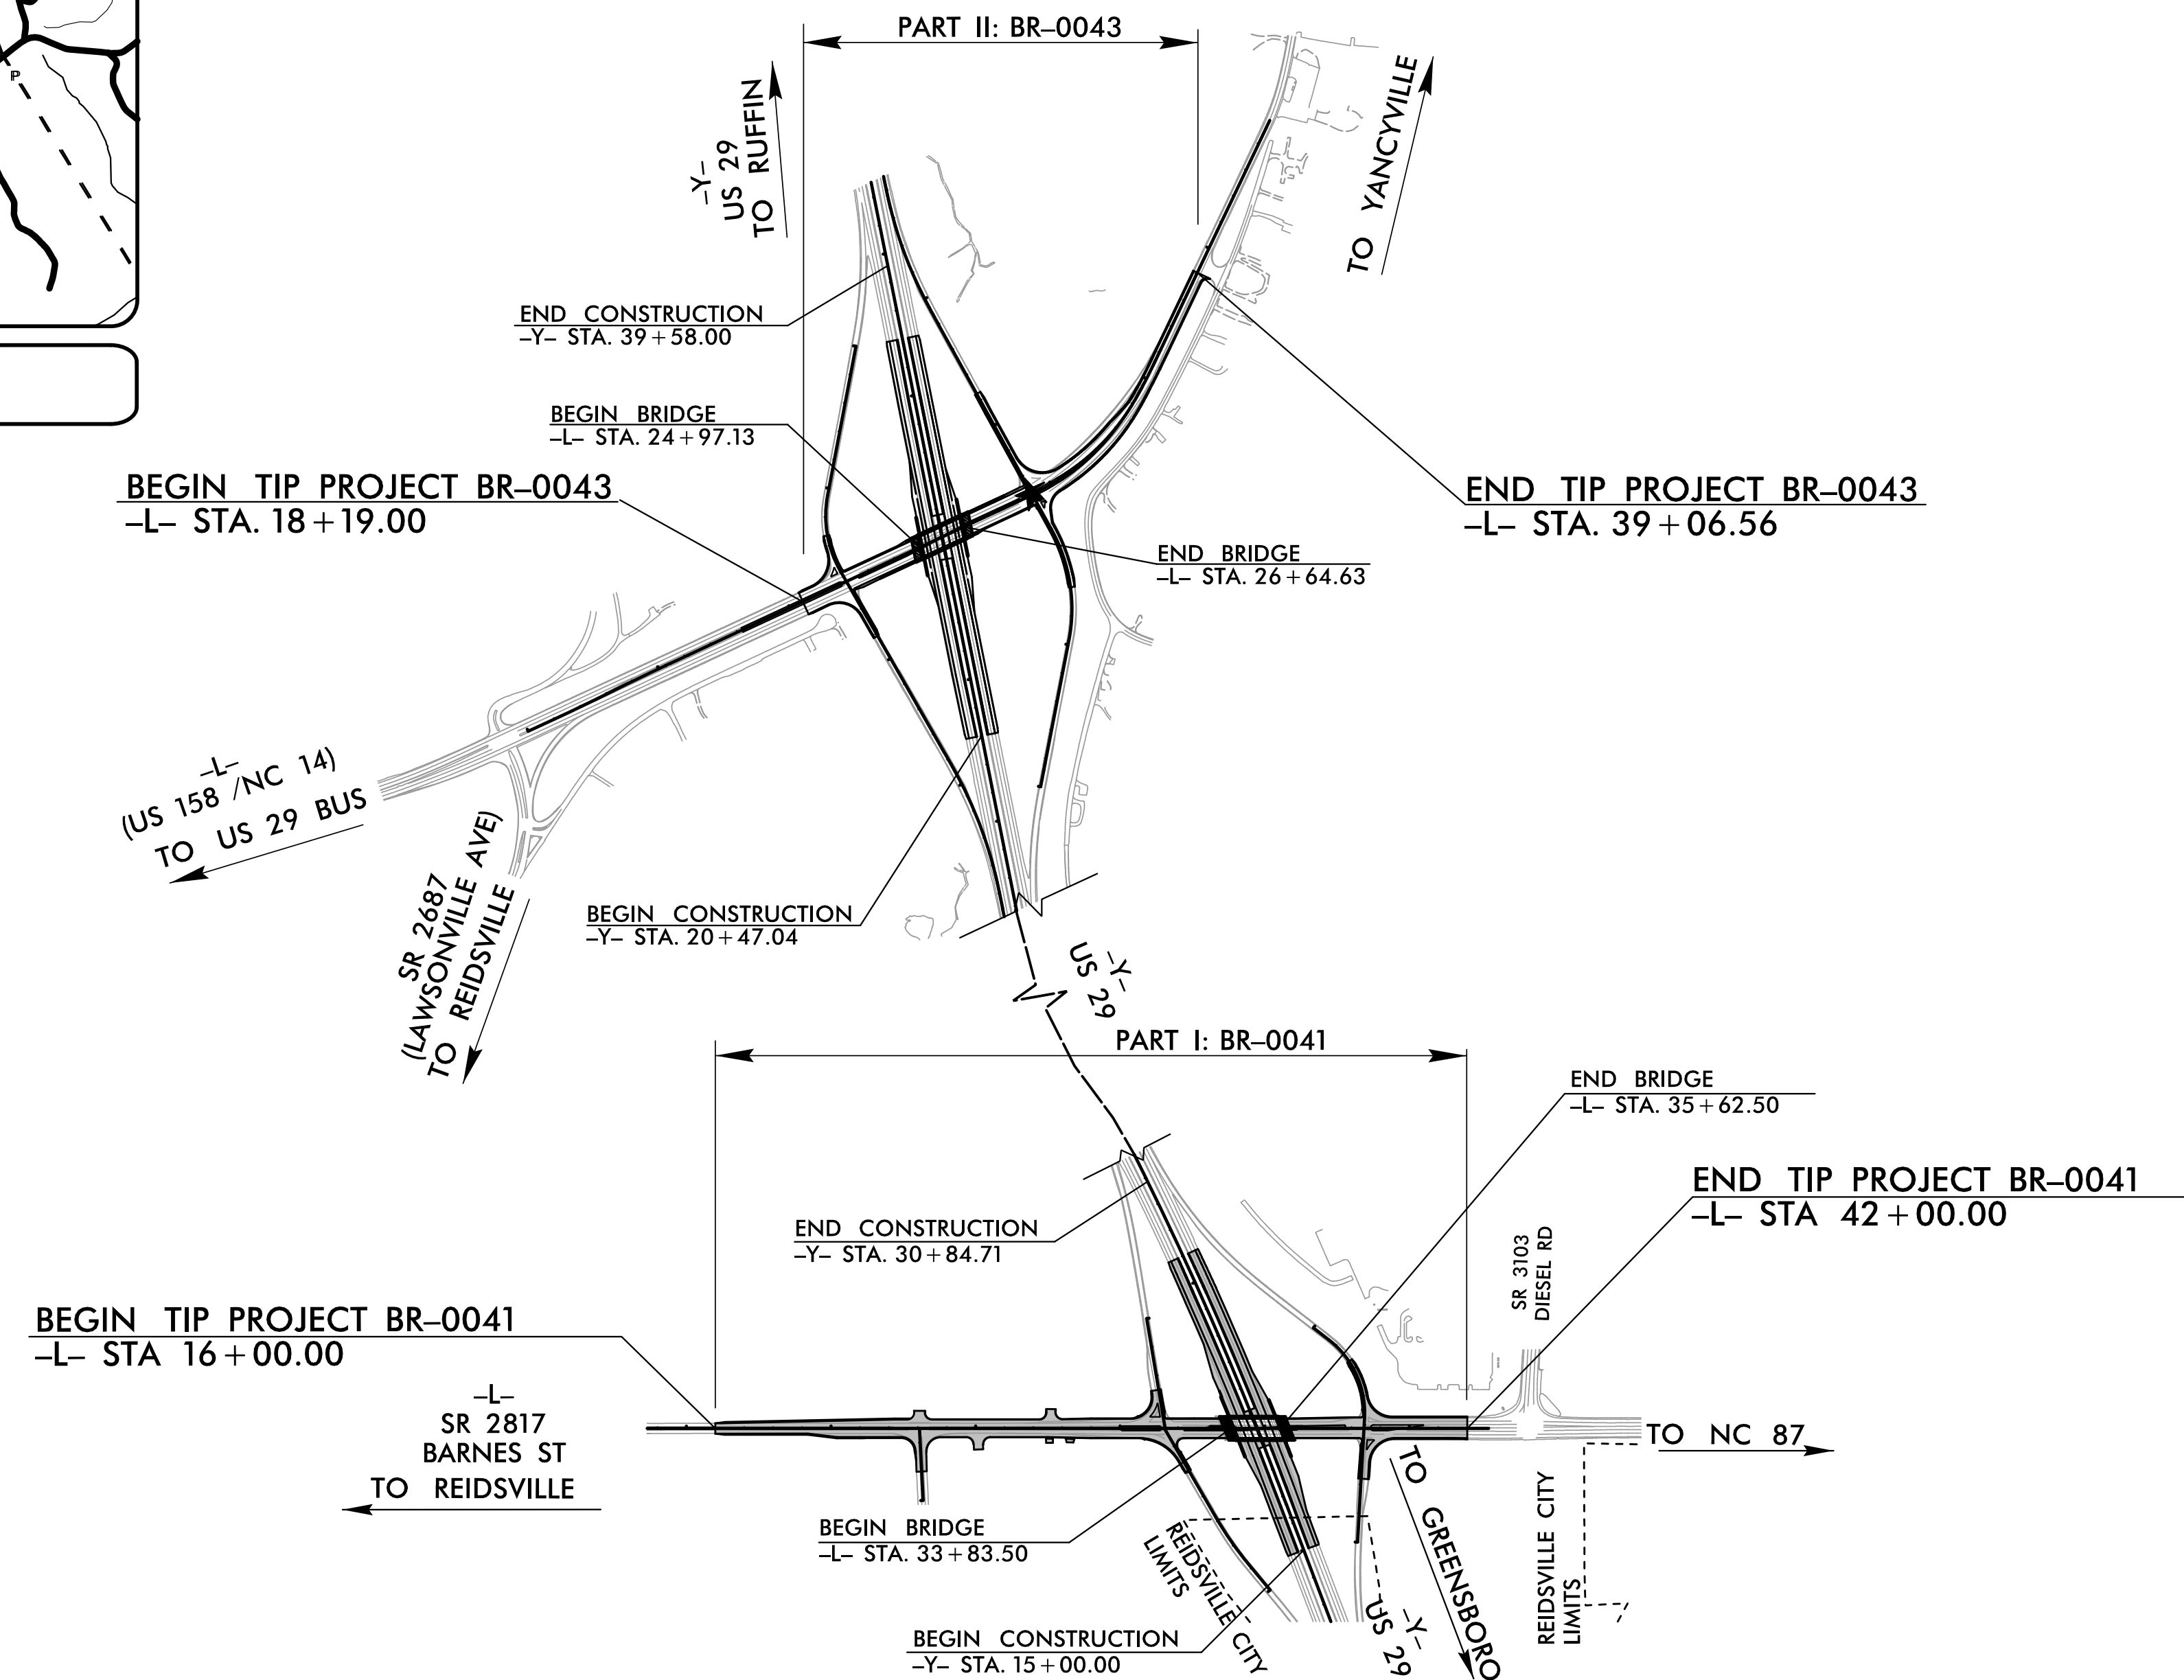 PART II: BR–0043
P
–Y–
US 29
TO RUFFIN
TO YANCYVILLE
END CONSTRUCTION
–Y– STA. 39+58.00
BEGIN BRIDGE
–L– STA. 24+97.13
BEGIN TIP PROJECT BR–0043
–L– STA. 18+19.00
END TIP PROJECT BR–0043
–L– STA. 39+06.56
END BRIDGE
–L– STA. 26+64.63
–L–
(US 158 /NC 14)
TO US 29 BUS
SR 2687
(LAWSONVILLE AVE)
TO REIDSVILLE
BEGIN CONSTRUCTION
–Y– STA. 20+47.04
–Y–
US 29
PART I: BR–0041
END BRIDGE
–L– STA. 35+62.50
END TIP PROJECT BR–0041
–L– STA 42+00.00
END CONSTRUCTION
–Y– STA. 30+84.71
SR 3103
DIESEL RD
BEGIN TIP PROJECT BR–0041
–L– STA 16+00.00
–L–
SR 2817
BARNES ST
TO REIDSVILLE
TO NC 87
BEGIN BRIDGE
–L– STA. 33+83.50
REIDSVILLE CITY
LIMITS
TO GREENSBORO
REIDSVILLE CITY
LIMITS
–Y–
US 29
BEGIN CONSTRUCTION
–Y– STA. 15+00.00